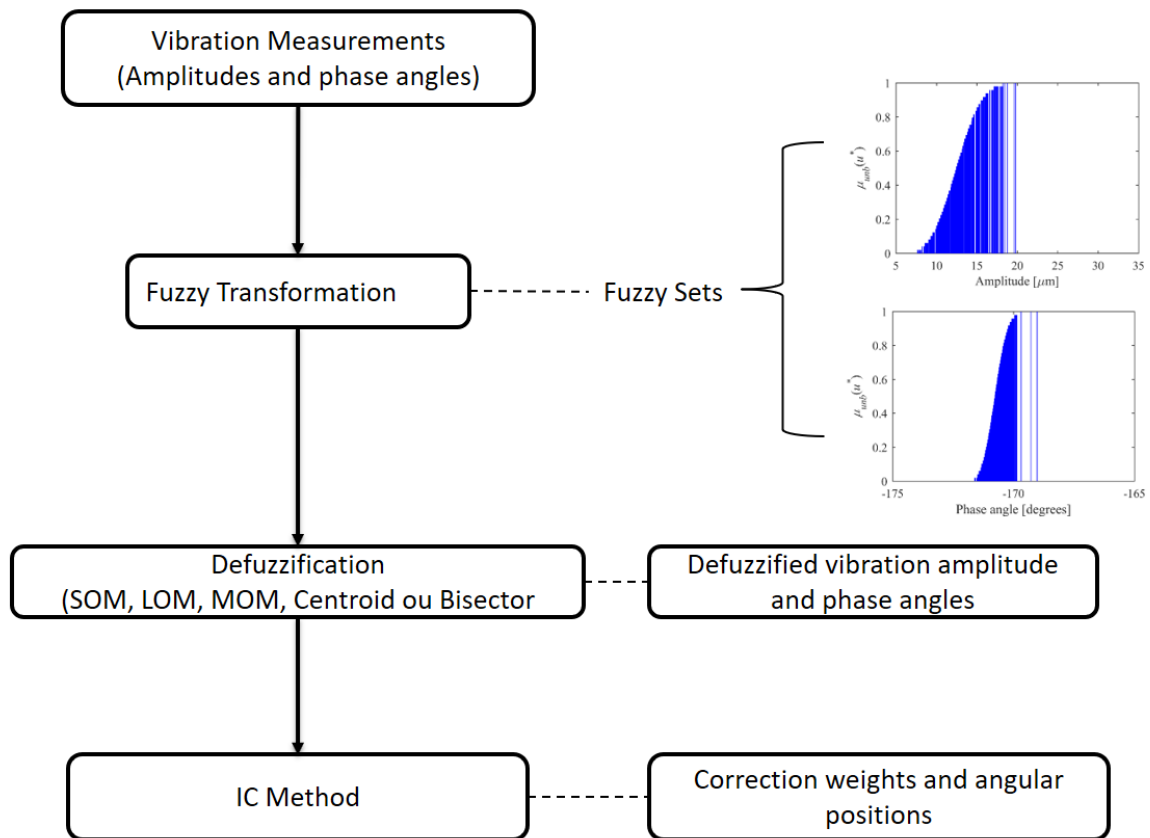 Vibration Measurements
(Amplitudes and phase angles)
Fuzzy Transformation
Fuzzy Sets
1
0.8
0.6
0.4
0.2
0
μunb(u*)
5 10 15 20 25 30 35
Amplitude [μm]
1
0.8
0.6
0.4
0.2
0
μunb(u*)
-175 -170 -165
Phase angle [degrees]
Defuzzification
(SOM, LOM, MOM, Centroid ou Bisector
Defuzzified vibration amplitude
and phase angles
IC Method
Correction weights and angular
positions